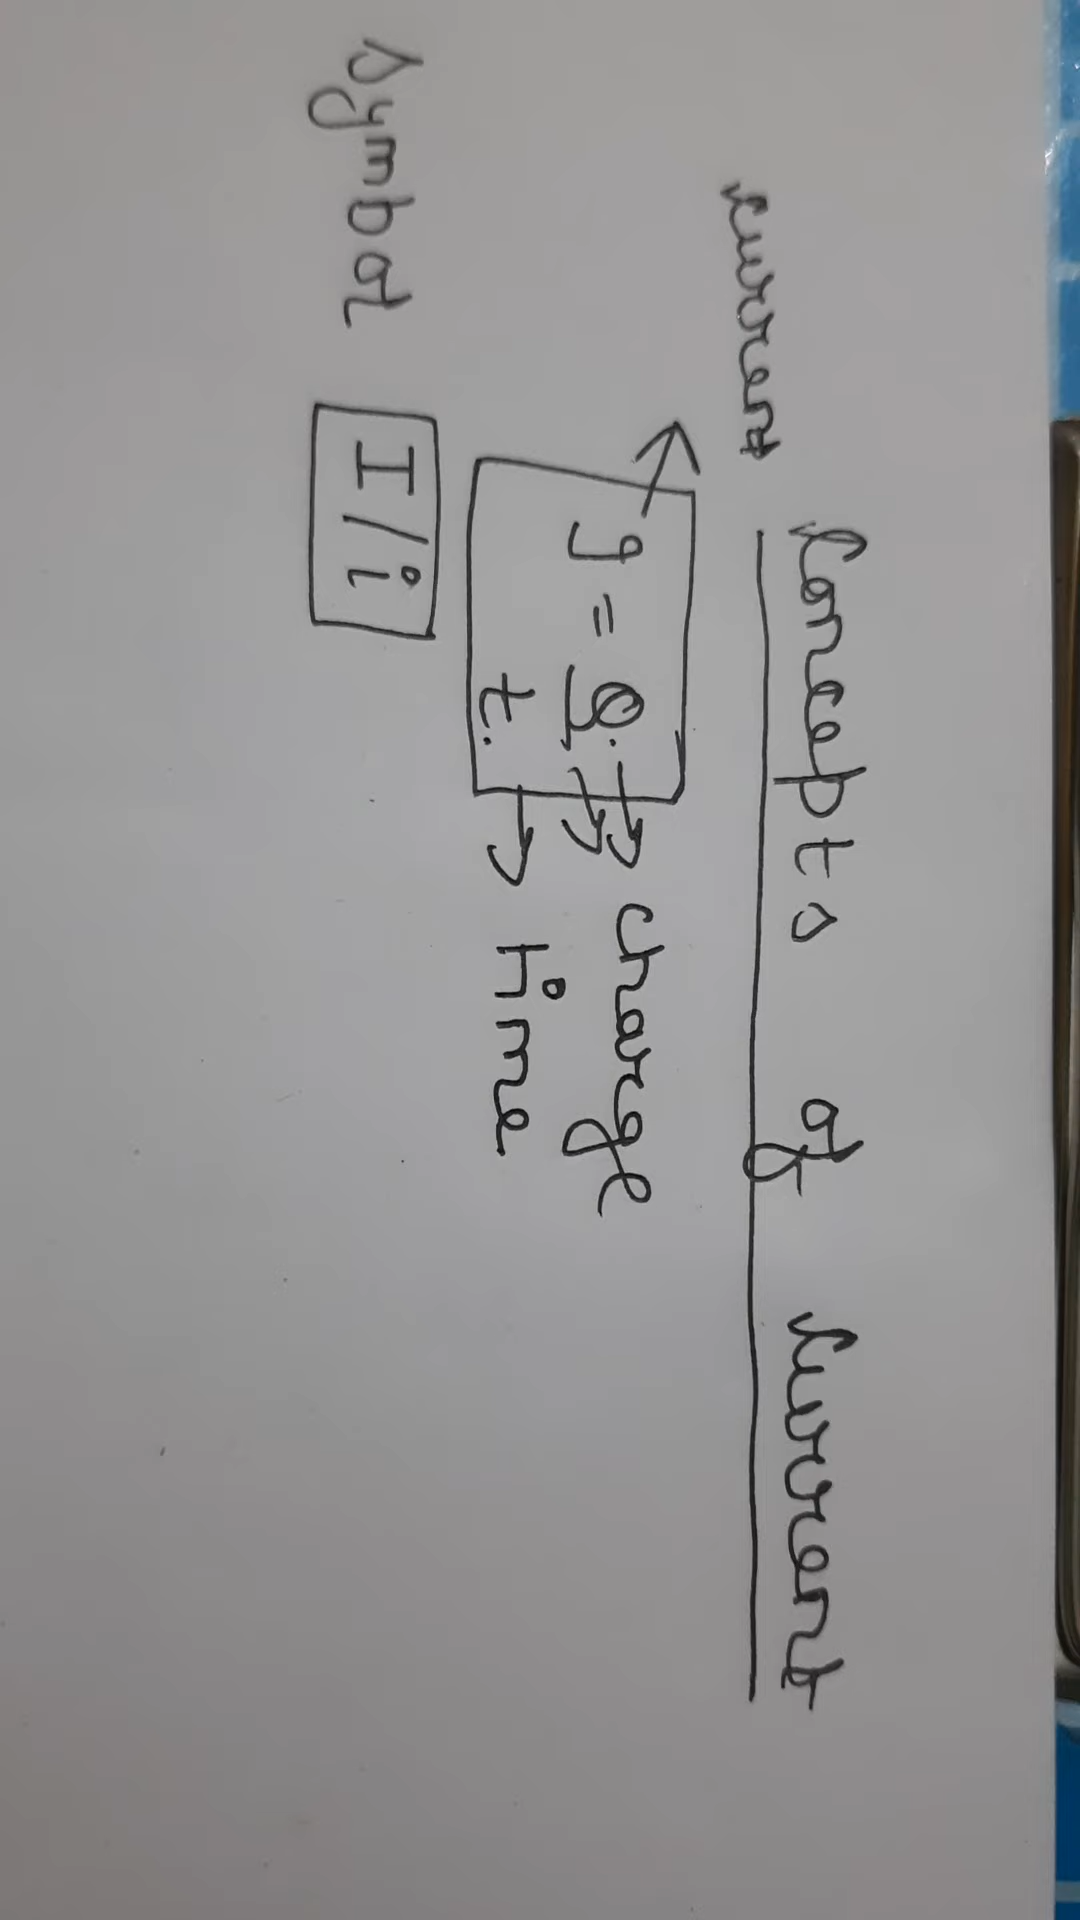 Concepts of Current
current
I = Q → charge
t. → time
Symbol I/i